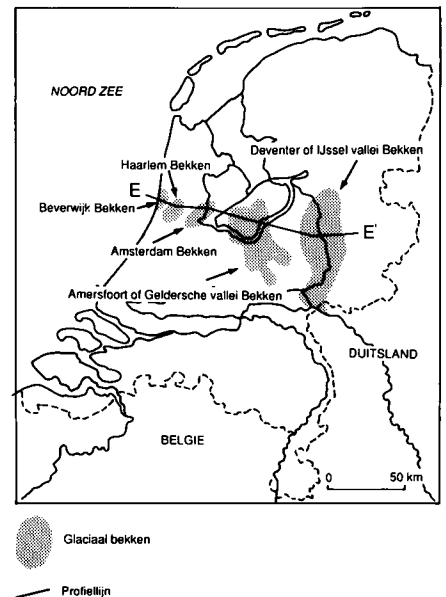 NOORD ZEE
Deventer of IJssel vallei Bekken
Haarlem Bekken
E
Beverwijk Bekken
E'
Amsterdam Bekken
Amersfoort of Geldersche vallei Bekken
DUITSLAND
BELGIE
0 50 km
Glaciaal bekken
Profiellijn